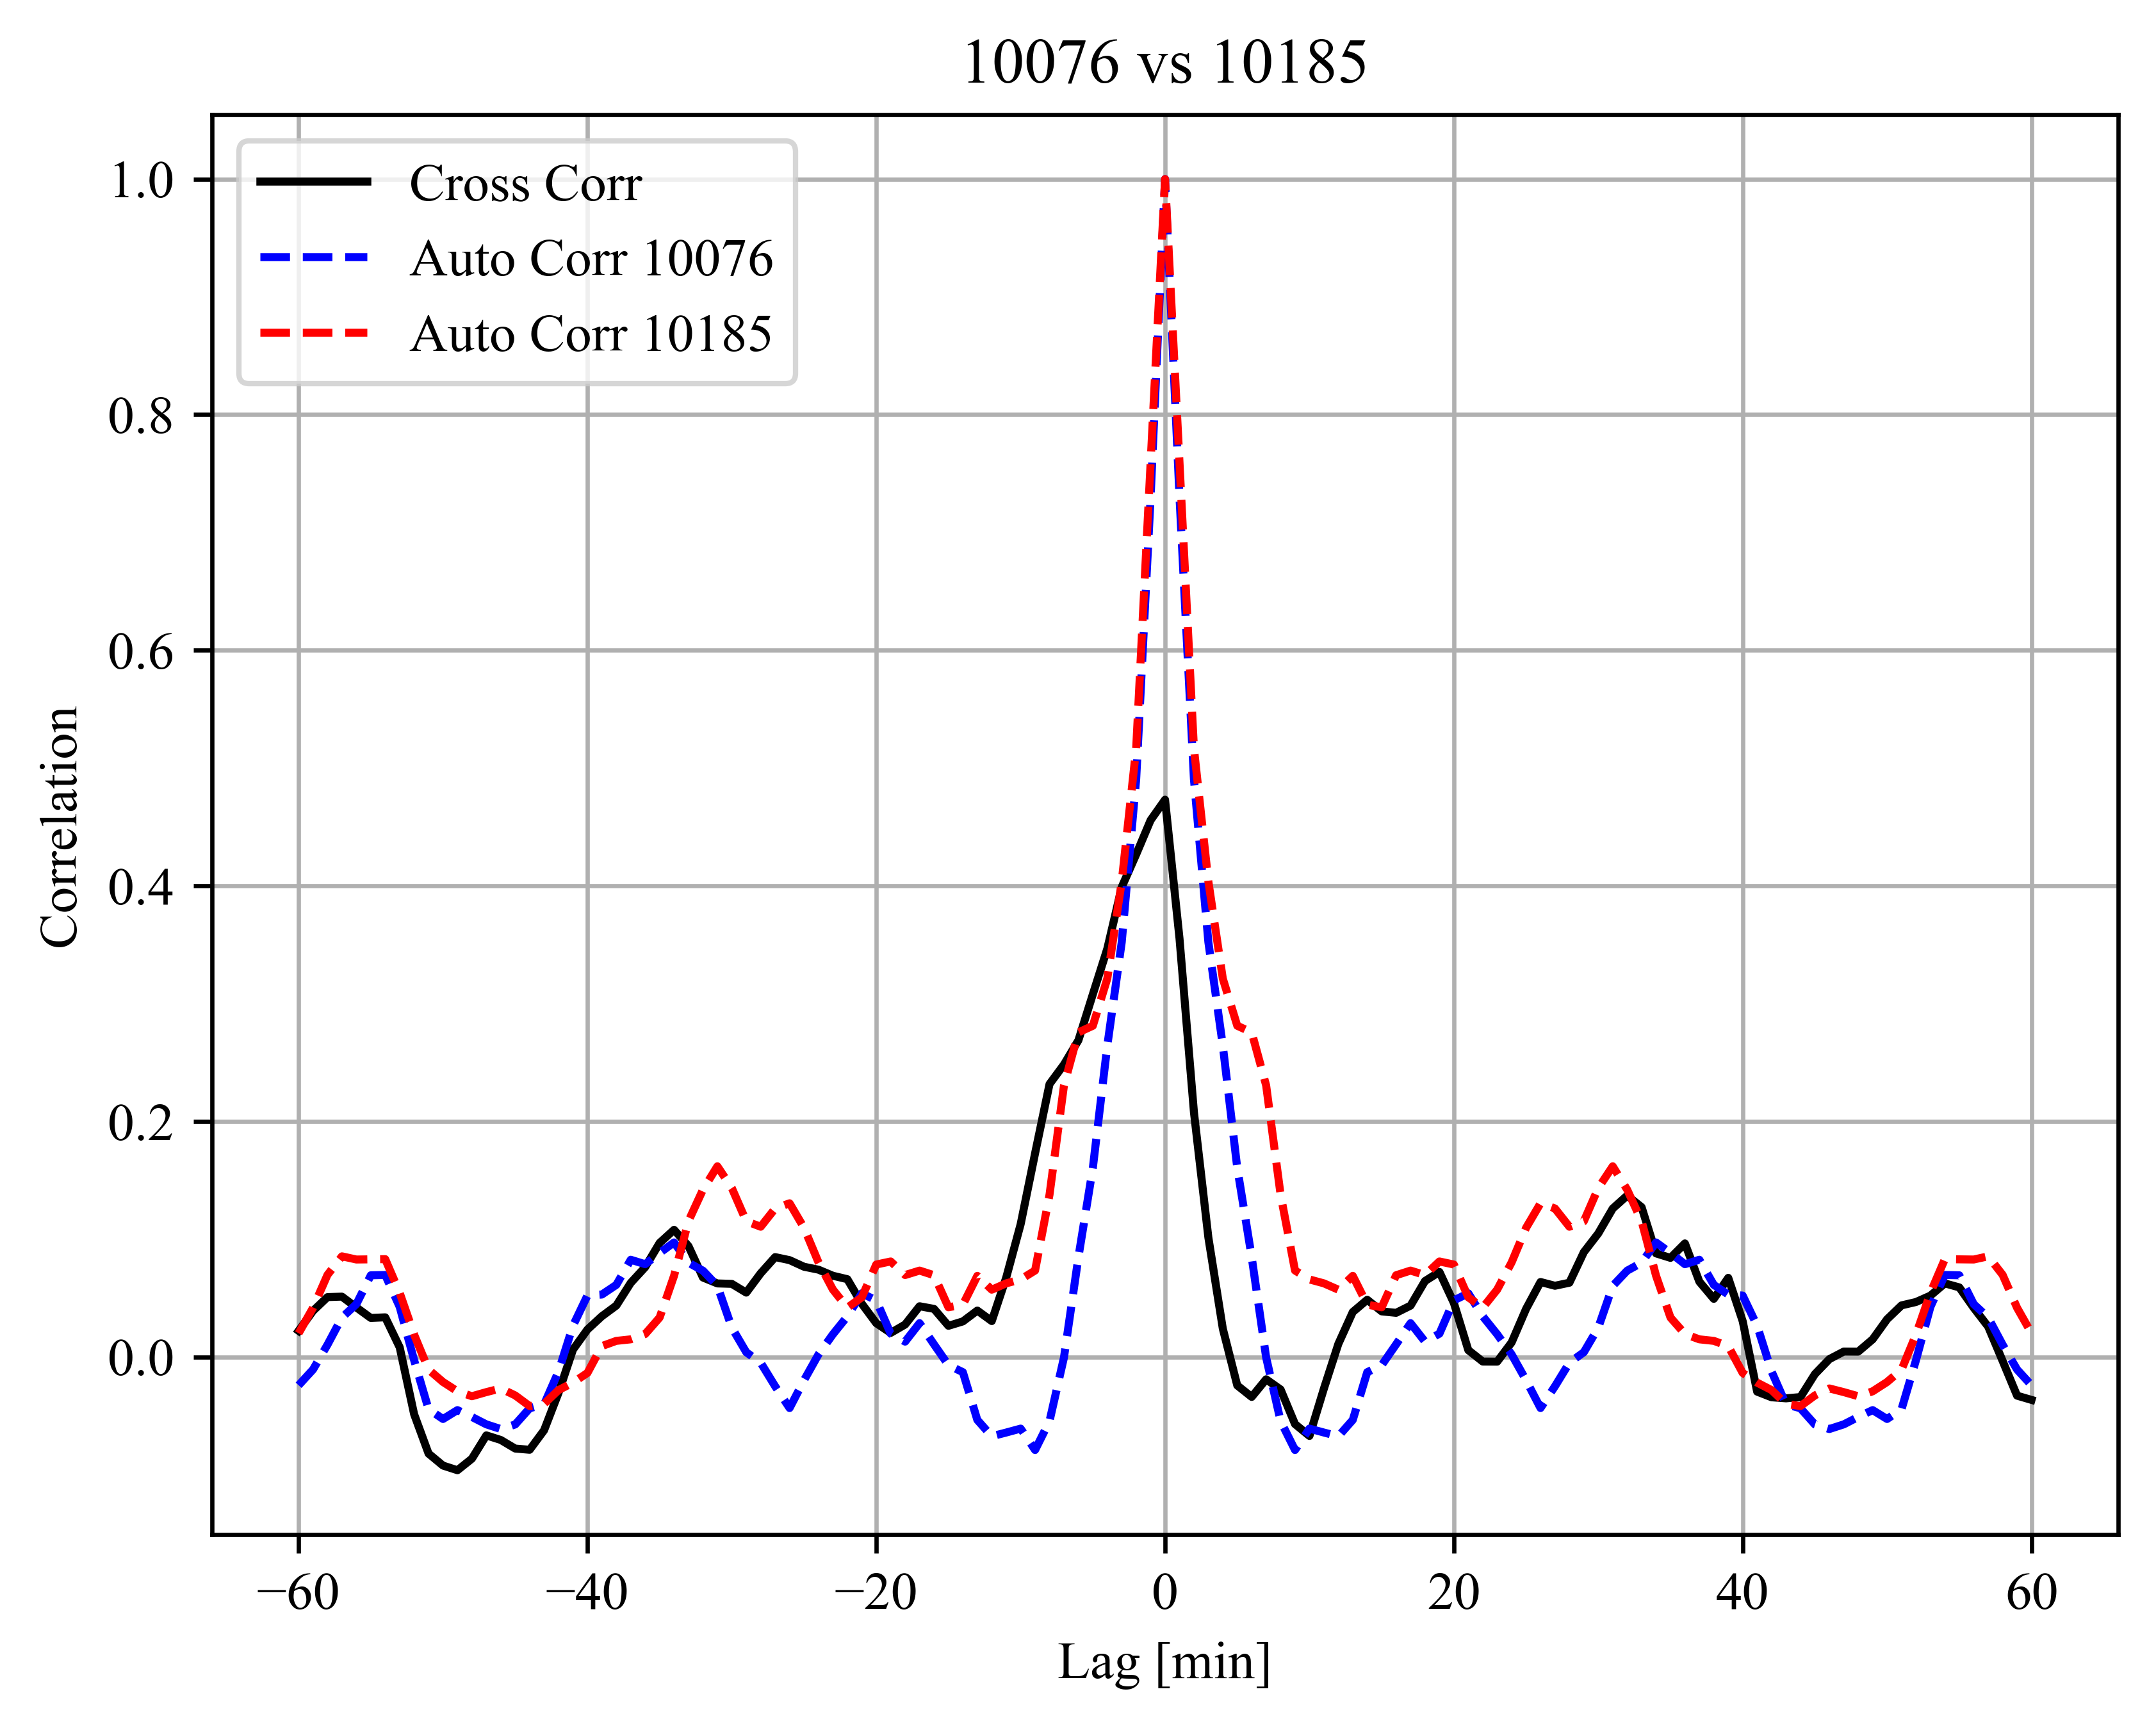 10076 vs 10185
Cross Corr
Auto Corr 10076
Auto Corr 10185
1.0
0.8
0.6
0.4
0.2
0.0
Correlation
−60
−40
−20
0
20
40
60
Lag [min]